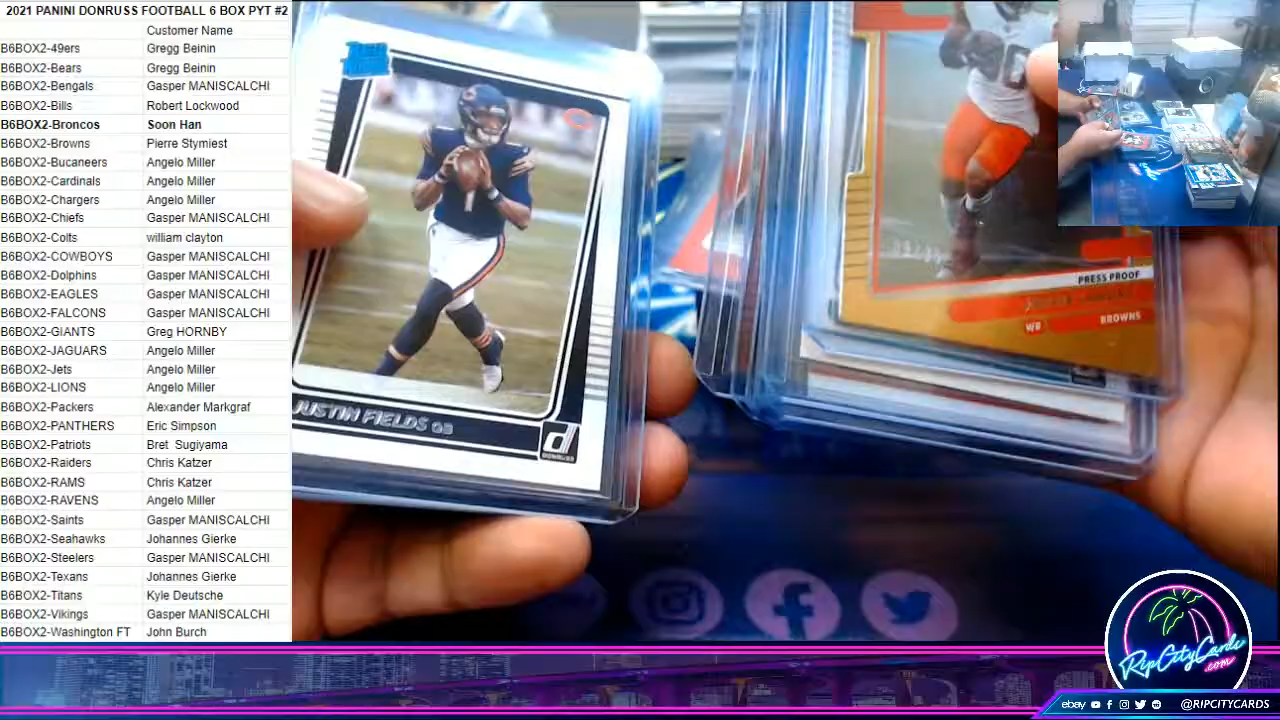 2021 PANINI DONRUSS FOOTBALL 6 BOX PYT #2
Customer Name
B6BOX2-49ers Gregg Beinin
B6BOX2-Bears Gregg Beinin
B6BOX2-Bengals Gasper MANISCALCHI
B6BOX2-Bills Robert Lockwood
B6BOX2-Broncos Soon Han
B6BOX2-Browns Pierre Stymiest
B6BOX2-Bucaneers Angelo Miller
B6BOX2-Cardinals Angelo Miller
B6BOX2-Chargers Angelo Miller
B6BOX2-Chiefs Gasper MANISCALCHI
B6BOX2-Colts william clayton
B6BOX2-COWBOYS Gasper MANISCALCHI
B6BOX2-Dolphins Gasper MANISCALCHI
B6BOX2-EAGLES Gasper MANISCALCHI
B6BOX2-FALCONS Gasper MANISCALCHI
B6BOX2-GIANTS Greg HORNBY
B6BOX2-JAGUARS Angelo Miller
B6BOX2-Jets Angelo Miller
B6BOX2-LIONS Angelo Miller
B6BOX2-Packers Alexander Markgraf
B6BOX2-PANTHERS Eric Simpson
B6BOX2-Patriots Bret Sugiyama
B6BOX2-Raiders Chris Katzer
B6BOX2-RAMS Chris Katzer
B6BOX2-RAVENS Angelo Miller
B6BOX2-Saints Gasper MANISCALCHI
B6BOX2-Seahawks Johannes Gierke
B6BOX2-Steelers Gasper MANISCALCHI
B6BOX2-Texans Johannes Gierke
B6BOX2-Titans Kyle Deutsche
B6BOX2-Vikings Gasper MANISCALCHI
B6BOX2-Washington FT John Burch
JUSTIN FIELDS QB
DONRUSS
PRESS PROOF
WR BROWNS
RipCityCards
.com
ebay @RIPCITYCARDS